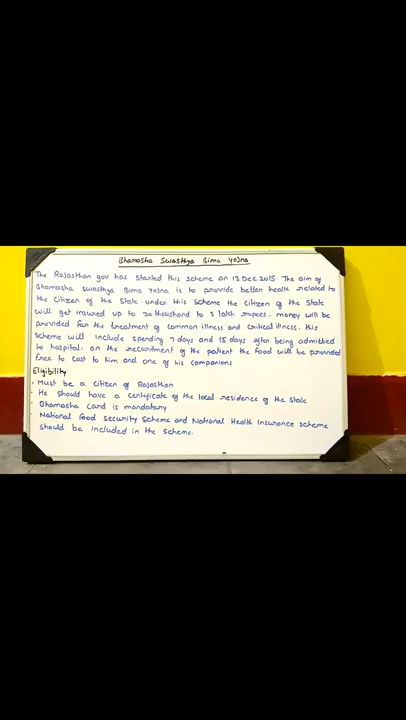 Bhamasha Swasthya Bima Yojna
The Rajasthan gov has started this scheme on 13 Dec 2015. The aim of
Bhamasha Swasthya Bima Yojna is to provide better health related to
the citizen of the state. under this scheme the citizen of the state
will get insured up to 30 thousand to 3 lakh rupees. money will be
provided for the treatment of common illness and critical illness. this
scheme will include spending 7 days and 15 days after being admitted
to hospital. on the recruitment of the patient the food will be provided
free to cost to him and one of his companions
Eligibility
• Must be a citizen of Rajasthan
• He should have a certificate of the local residence of the state
• Bhamasha card is mandatory
• National food security scheme and National Health Insurance scheme
should be included in the scheme.